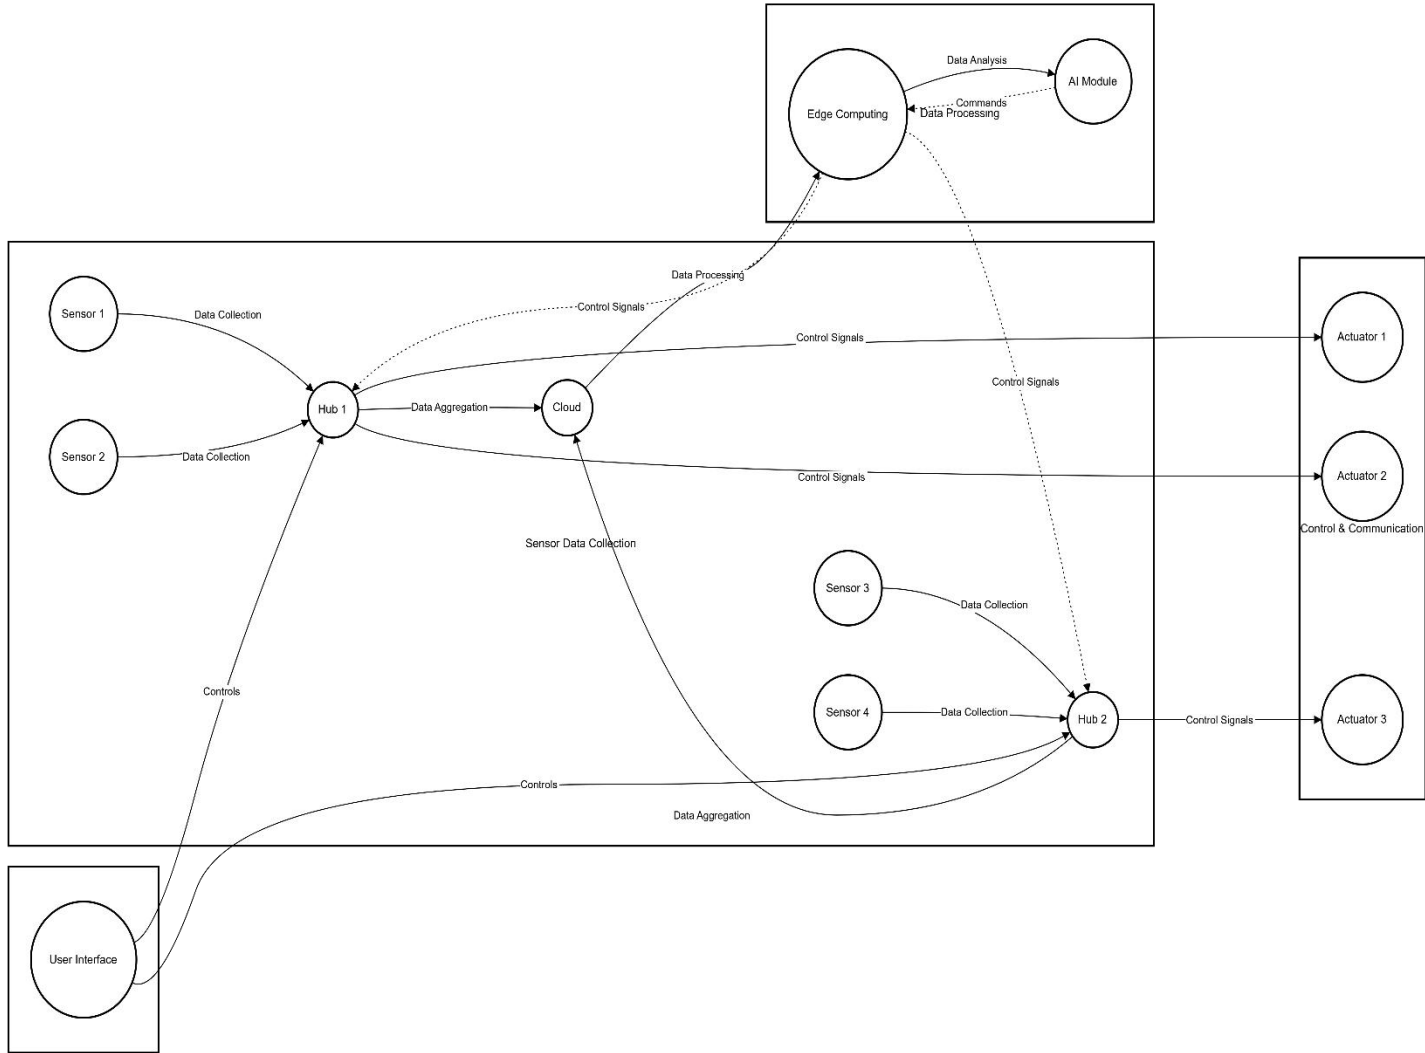 Data Analysis
AI Module
Commands
Edge Computing
Data Processing
Data Processing
Control Signals
Sensor 1
Data Collection
Control Signals
Actuator 1
Control Signals
Hub 1
Data Aggregation
Cloud
Sensor 2
Data Collection
Control Signals
Actuator 2
Control & Communication
Sensor Data Collection
Sensor 3
Data Collection
Sensor 4
Data Collection
Hub 2
Control Signals
Actuator 3
Controls
Controls
Data Aggregation
User Interface